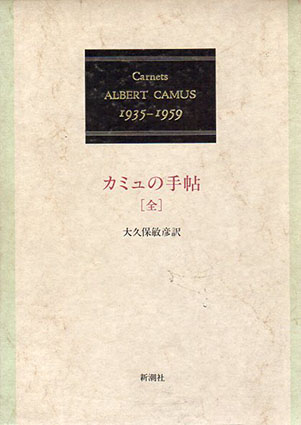 Carnets
ALBERT CAMUS
1935–1959
カミュの手帖
［全］
大久保敏彦訳
新潮社